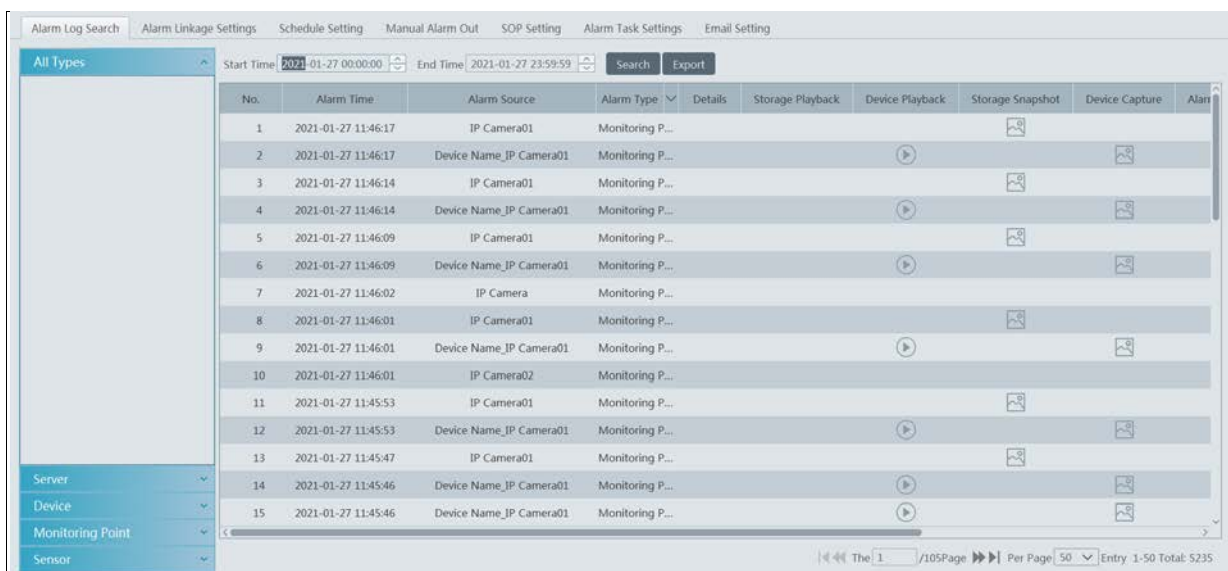 Alarm Log Search Alarm Linkage Settings Schedule Setting Manual Alarm Out SOP Setting Alarm Task Settings Email Setting
All Types Start Time 2021-01-27 00:00:00 End Time 2021-01-27 23:59:59 Search Export
No. Alarm Time Alarm Source Alarm Type Details Storage Playback Device Playback Storage Snapshot Device Capture Alarm
1 2021-01-27 11:46:17 IP Camera01 Monitoring P...
2 2021-01-27 11:46:17 Device Name_IP Camera01 Monitoring P...
3 2021-01-27 11:46:14 IP Camera01 Monitoring P...
4 2021-01-27 11:46:14 Device Name_IP Camera01 Monitoring P...
5 2021-01-27 11:46:09 IP Camera01 Monitoring P...
6 2021-01-27 11:46:09 Device Name_IP Camera01 Monitoring P...
7 2021-01-27 11:46:02 IP Camera Monitoring P...
8 2021-01-27 11:46:01 IP Camera01 Monitoring P...
9 2021-01-27 11:46:01 Device Name_IP Camera01 Monitoring P...
10 2021-01-27 11:46:01 IP Camera02 Monitoring P...
11 2021-01-27 11:45:53 IP Camera01 Monitoring P...
12 2021-01-27 11:45:53 Device Name_IP Camera01 Monitoring P...
13 2021-01-27 11:45:47 IP Camera01 Monitoring P...
Server 14 2021-01-27 11:45:46 Device Name_IP Camera01 Monitoring P...
Device 15 2021-01-27 11:45:46 Device Name_IP Camera01 Monitoring P...
Monitoring Point
Sensor The 1 /105Page Per Page 50 Entry 1-50 Total: 5235